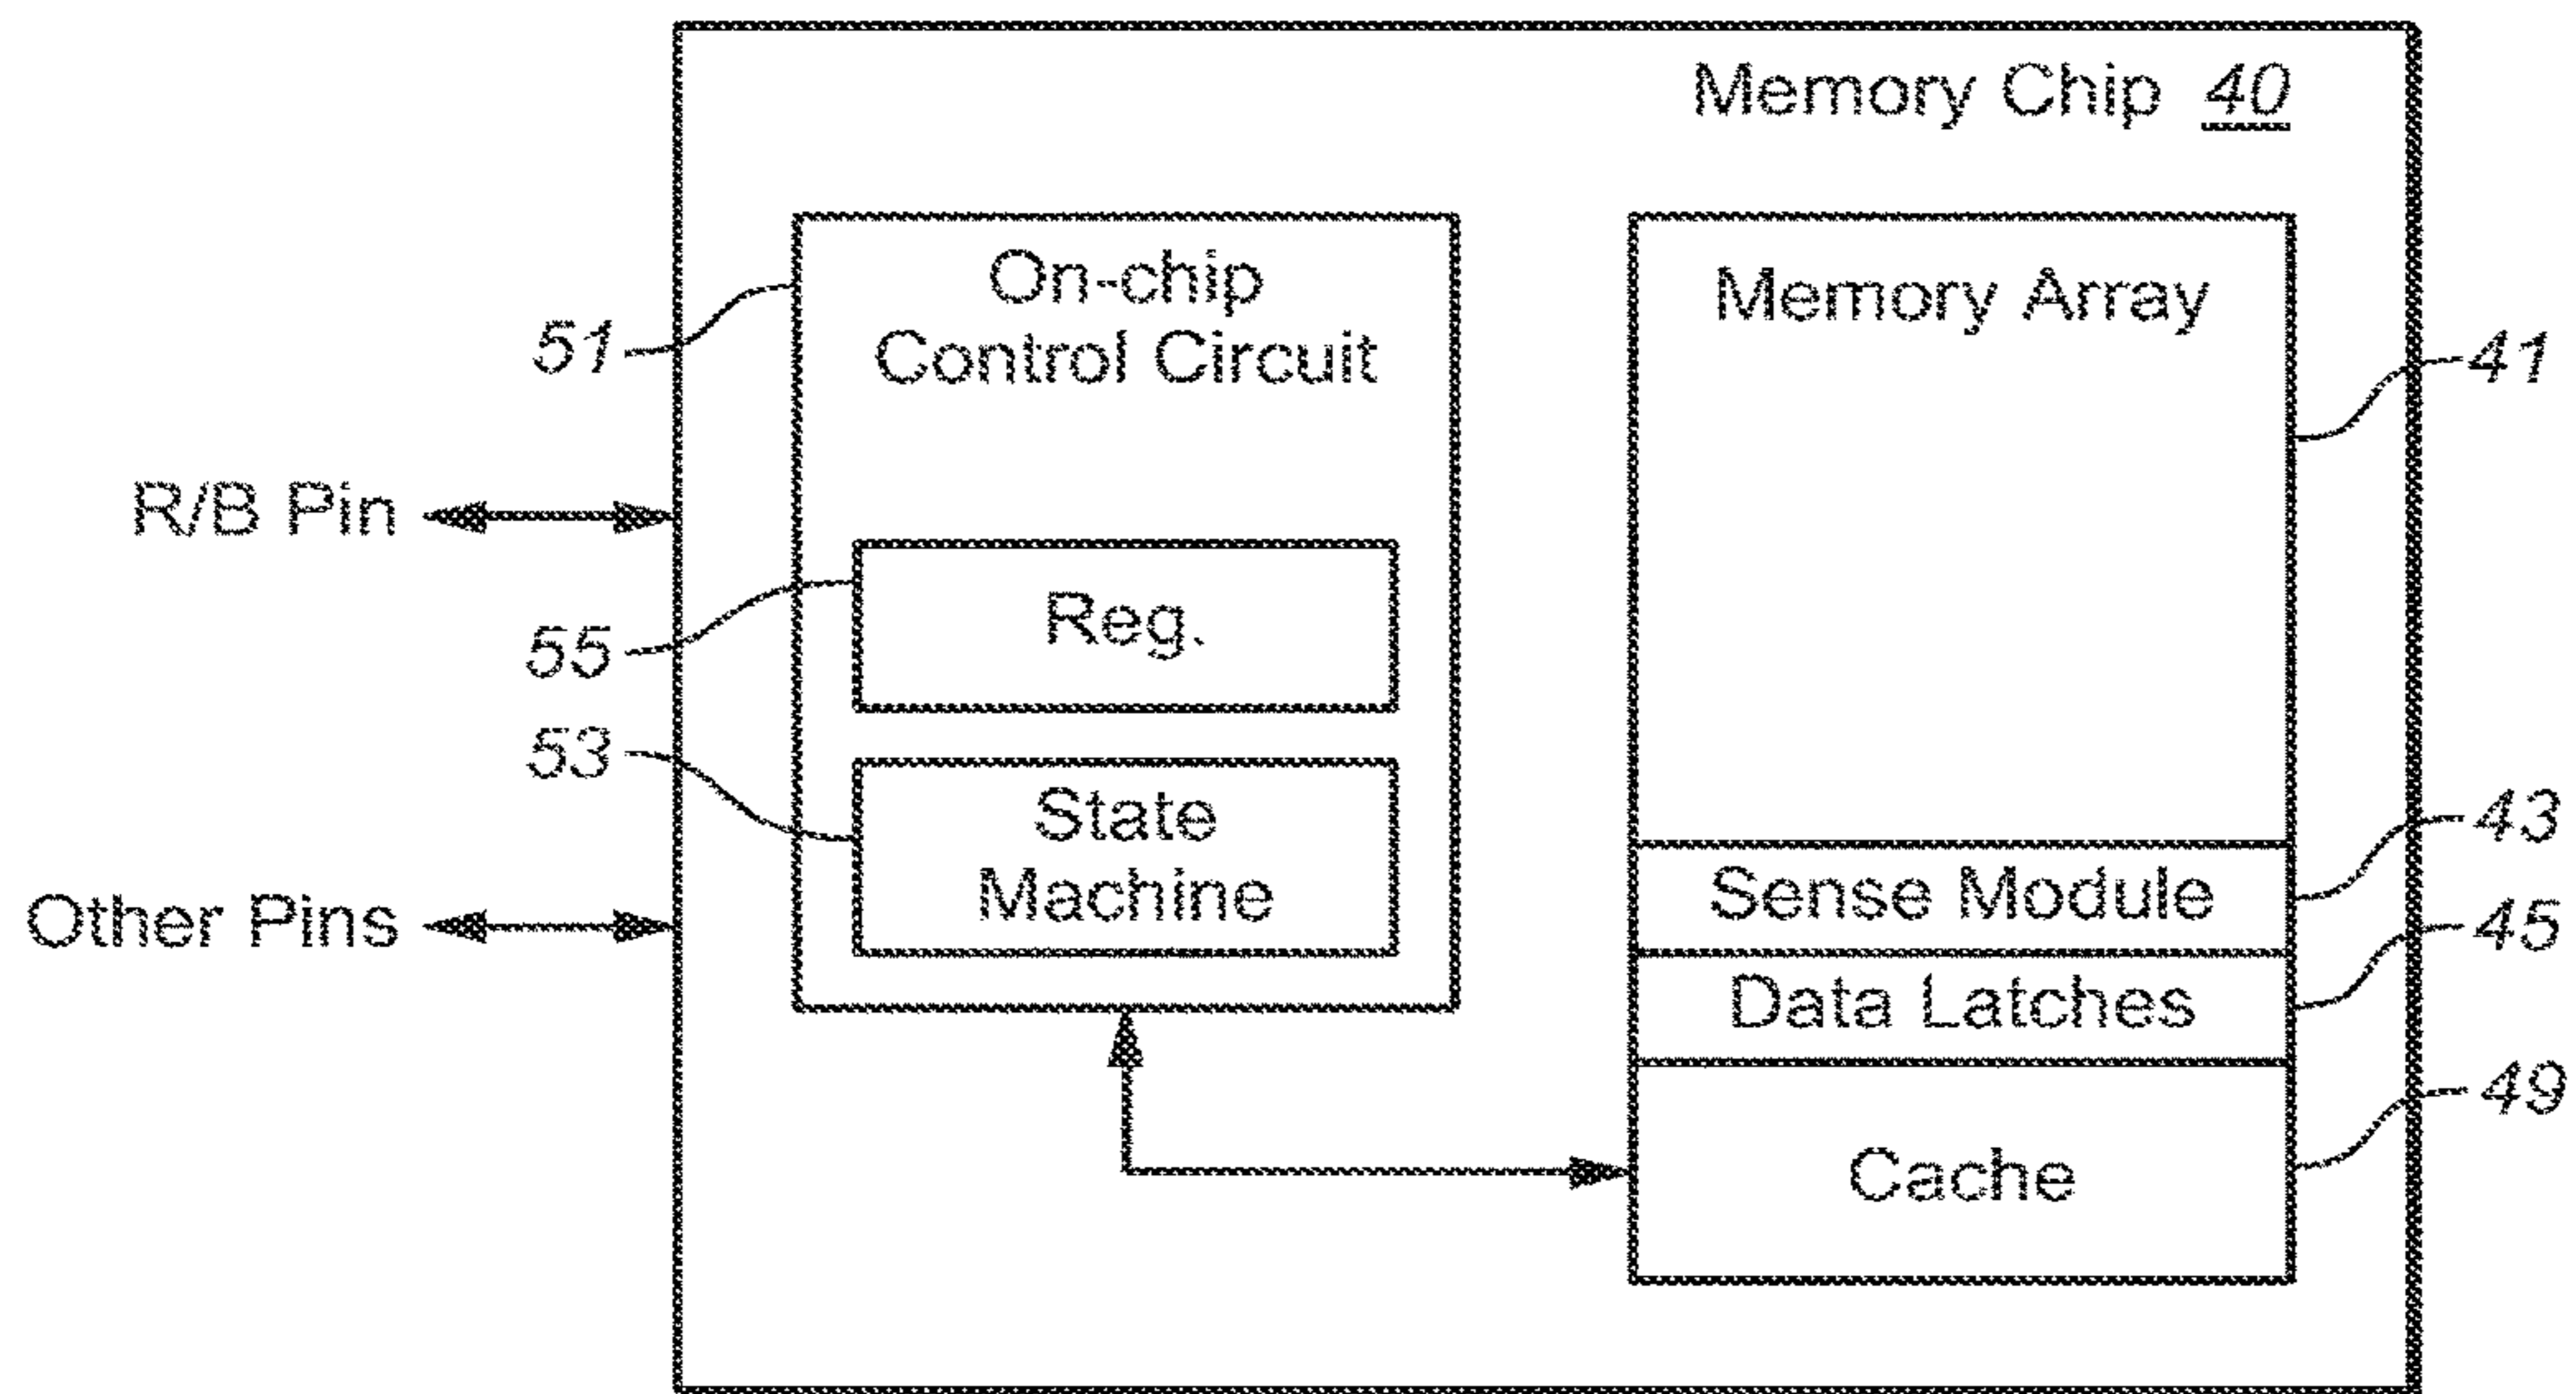 Memory Chip 40
On-chip
Control Circuit
51
R/B Pin
Reg.
55
53
State
Machine
Other Pins
Memory Array
41
Sense Module
43
Data Latches
45
Cache
49